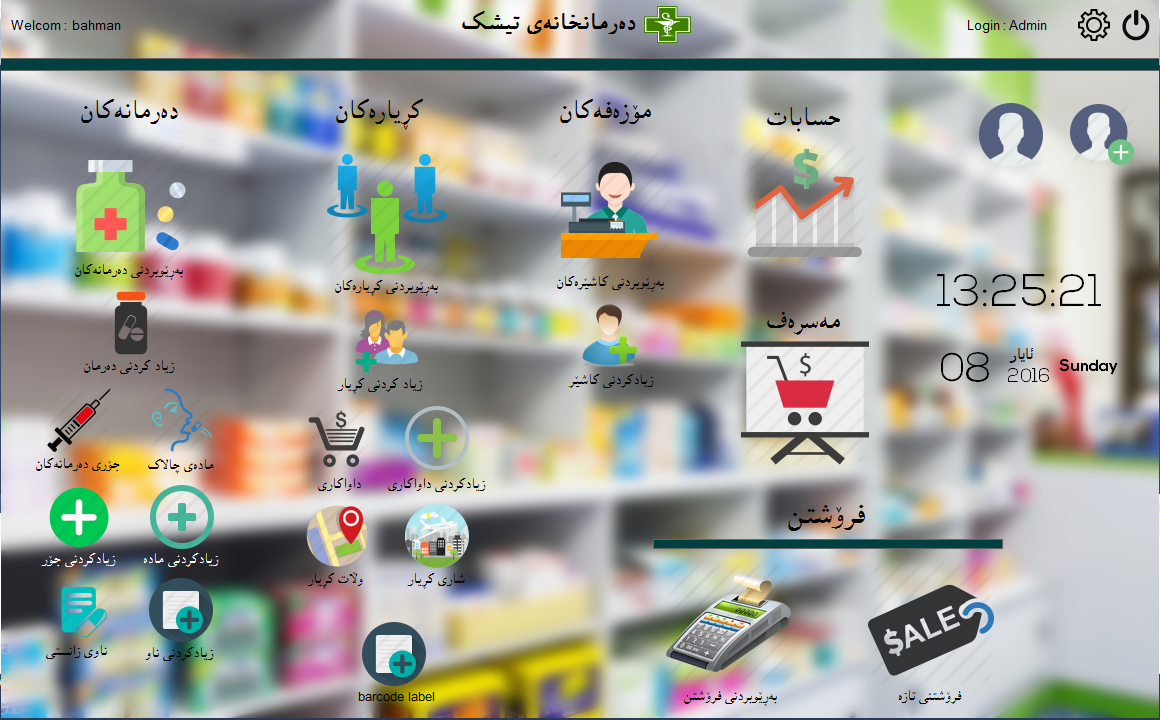 Welcom : bahman
دەرمانخانەی تیشک
Login : Admin
دەرمانەکان
کڕیارەکان
مۆزەفەکان
حسابات
بەڕێوبردنی دەرمانەکان
بەڕێوبردنی کڕیارەکان
بەڕێوبردنی کاشێرەکان
13:25:21
مەسرەف
08
ئایار
2016
Sunday
زیاد کردنی دەرمان
زیاد کردنی کڕیار
زیادکردنی کاشێر
جۆری دەرمانەکان
مادەی چالاک
داواکاری
زیادکردنی داواکاری
فرۆشتن
زیادکردنی جۆر
زیادکردنی مادە
وڵات کڕیار
شاری کڕیار
$ALE
ناوی زانستی
زیادکردنی ناو
barcode label
بەڕێوبردنی فرۆشتن
فرۆشتنی تازە